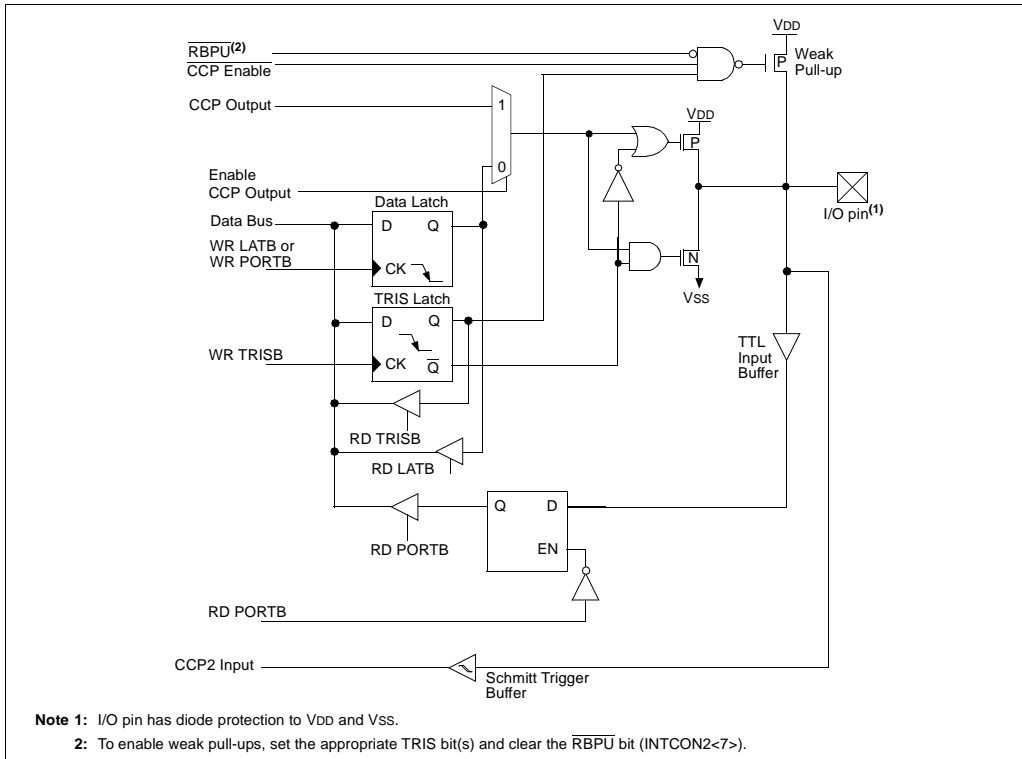 VDD
RBPU(2)
CCP Enable
P
Weak
Pull-up
CCP Output
1
VDD
P
0
Enable
CCP Output
I/O pin(1)
Data Bus
Data Latch
D Q
WR LATB or
WR PORTB
CK
N
VSS
TRIS Latch
D Q
WR TRISB
CK Q
TTL
Input
Buffer
RD TRISB
RD LATB
Q D
RD PORTB
EN
RD PORTB
CCP2 Input
Schmitt Trigger
Buffer
Note 1: I/O pin has diode protection to VDD and VSS.
2: To enable weak pull-ups, set the appropriate TRIS bit(s) and clear the RBPU bit (INTCON2<7>).